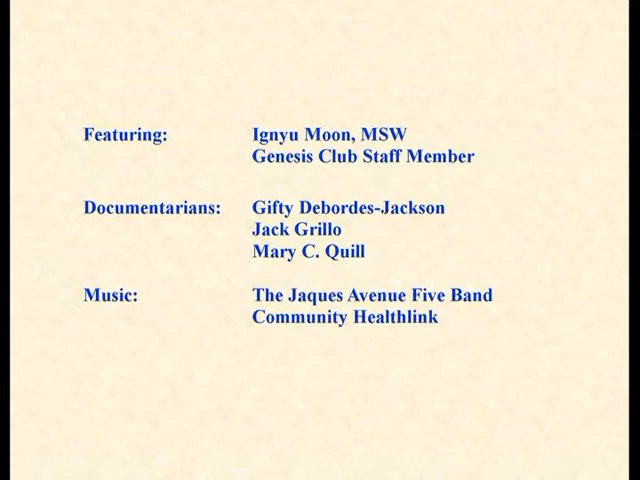 Featuring: Ignyu Moon, MSW
Genesis Club Staff Member
Documentarians: Gifty Debordes-Jackson
Jack Grillo
Mary C. Quill
Music: The Jaques Avenue Five Band
Community Healthlink